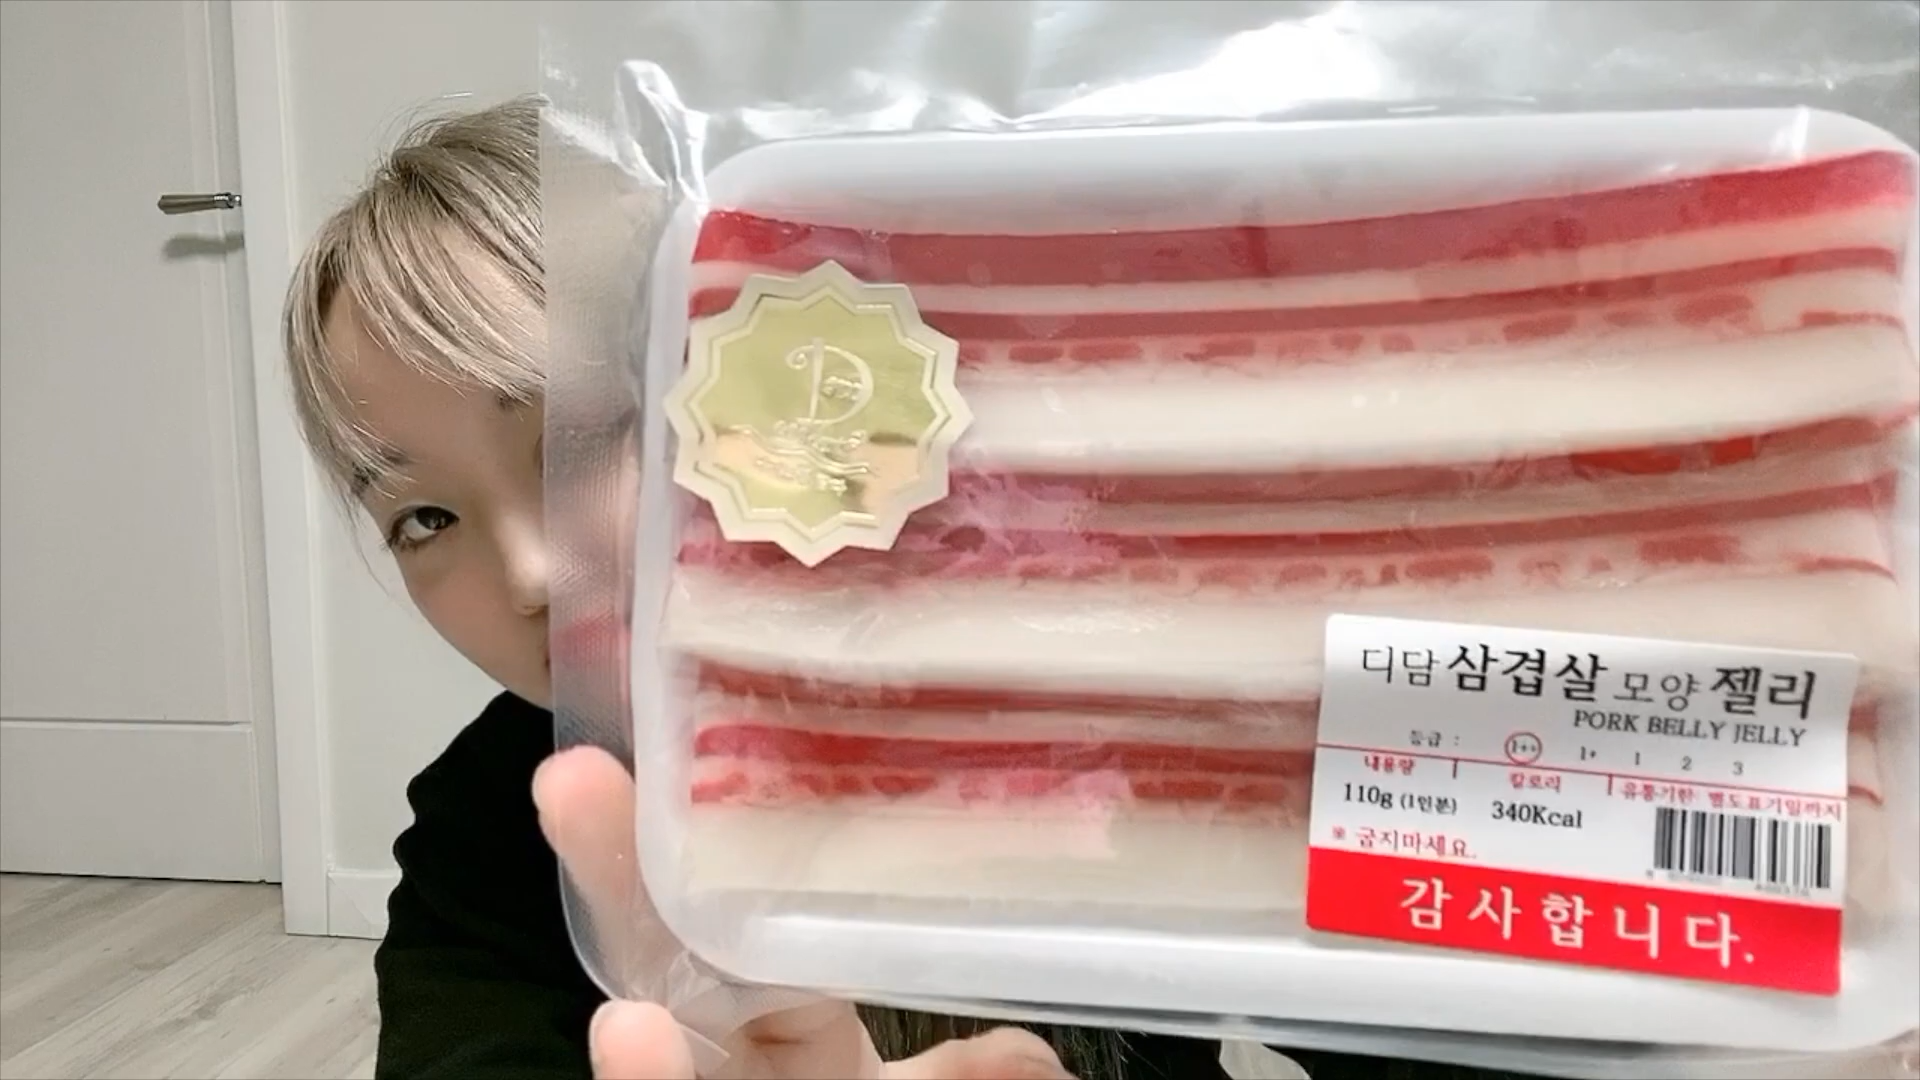 D
디담 삼겹살 모양 젤리
PORK BELLY JELLY
등급 : 1++ 1+ 1 2 3
내용량 칼로리 유통기한 별도표기일까지
110g (1인분) 340Kcal
※ 굽지마세요.
감사합니다.